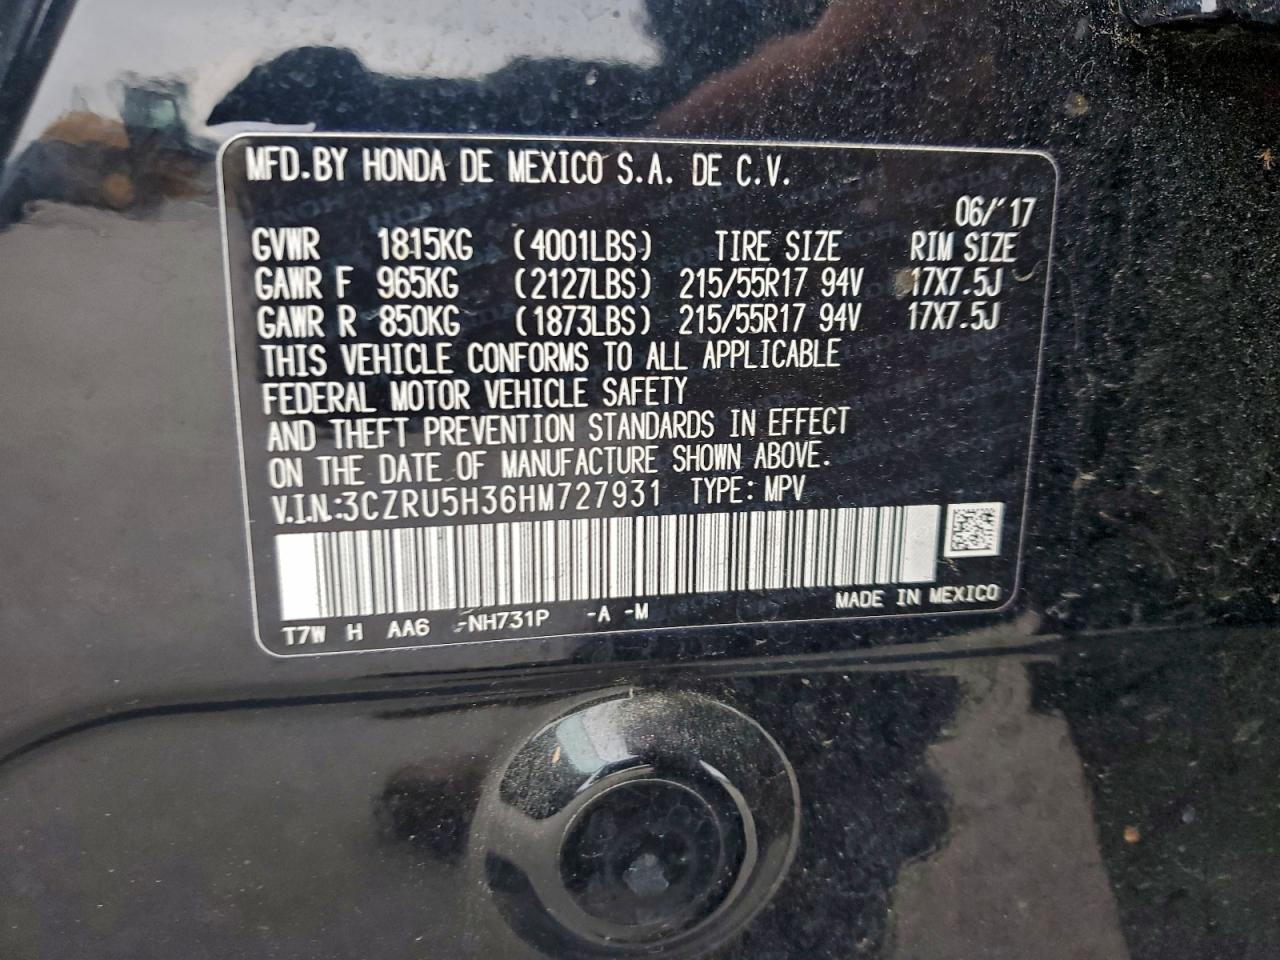 MFD.BY HONDA DE MEXICO S.A. DE C.V.
06/'17
GVWR 1815KG (4001LBS) TIRE SIZE RIM SIZE
GAWR F 965KG (2127LBS) 215/55R17 94V 17X7.5J
GAWR R 850KG (1873LBS) 215/55R17 94V 17X7.5J
THIS VEHICLE CONFORMS TO ALL APPLICABLE
FEDERAL MOTOR VEHICLE SAFETY
AND THEFT PREVENTION STANDARDS IN EFFECT
ON THE DATE OF MANUFACTURE SHOWN ABOVE.
V.I.N.:3CZRU5H36HM727931 TYPE: MPV
MADE IN MEXICO
T7W H AA6 -NH731P -A -M